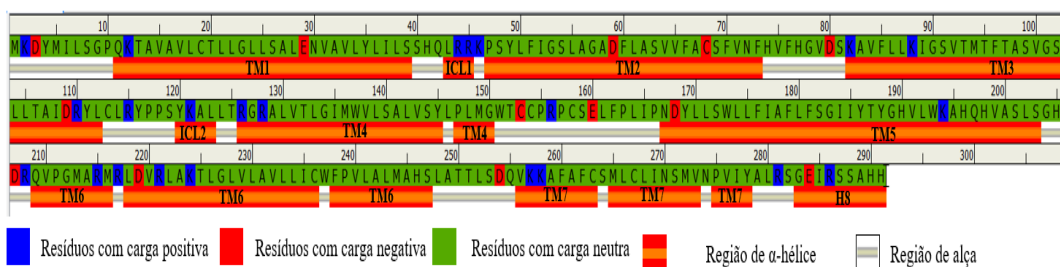 10 20 30 40 50 60 70 80 90 100
MKDYMILSGPQKTAVAVLCTLLGLLSALENVAVLYLILSSHQLRRKPSYLFIGSLAGADFLASVVFACSFVNFHVFHGVDSKAVFLLKIGSVTMTFTASVGS
TM1 ICL1 TM2 TM3
110 120 130 140 150 160 170 180 190 200
LLTAIDRYLCLRYPPSYKALLTRGRALVTLGIMWVLSALVSYLPLMGWTCCPRPCSELFPLIPNDYLLSWLLFIAFLFSGIIYTYGHVLWKAHQHVASLSGH
ICL2 TM4 TM4 TM5
210 220 230 240 250 260 270 280 290 300
DRQVPGMARMRLDVRLAKTLGLVLAVLLICWFPVLALMAHSLATTLSDQVKKAFAFCSMLCLINSMVNPVIYALRSGEIRSSAHH
TM6 TM6 TM6 TM7 TM7 TM7 H8
Resíduos com carga positiva Resíduos com carga negativa Resíduos com carga neutra Região de α-hélice Região de alça